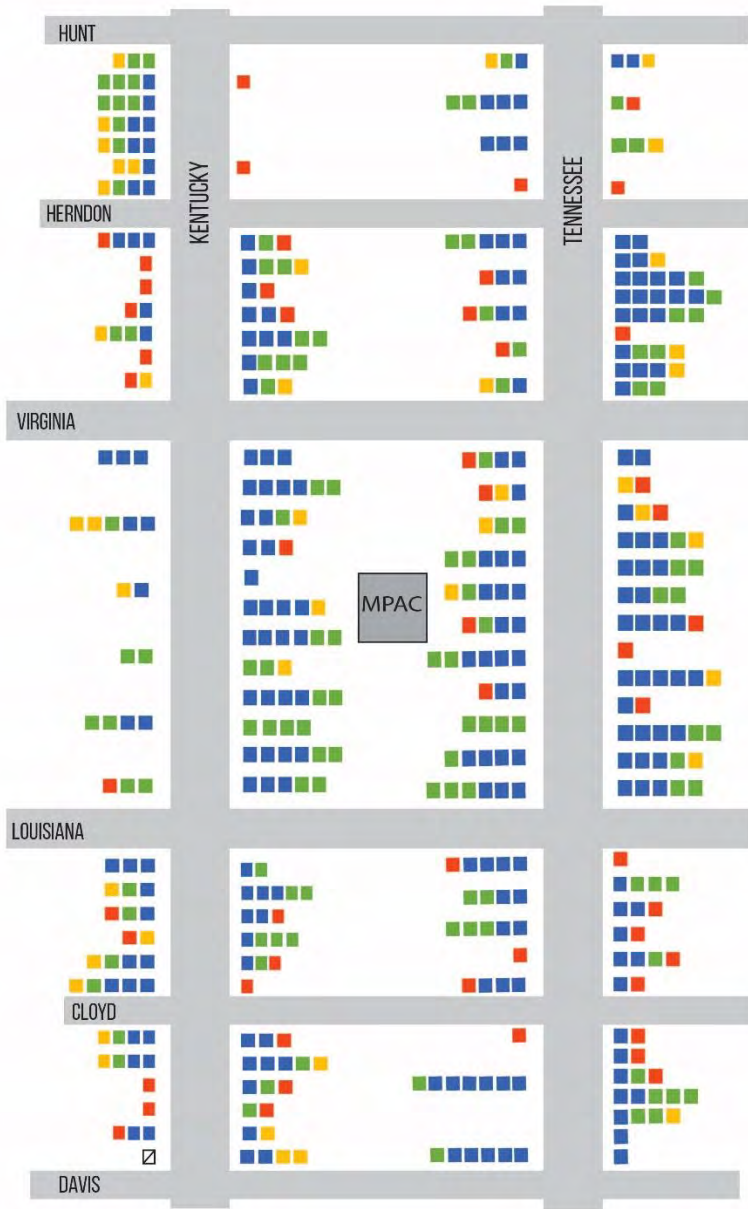 HUNT
KENTUCKY
TENNESSEE
HERNDON
VIRGINIA
MPAC
LOUISIANA
CLOYD
DAVIS